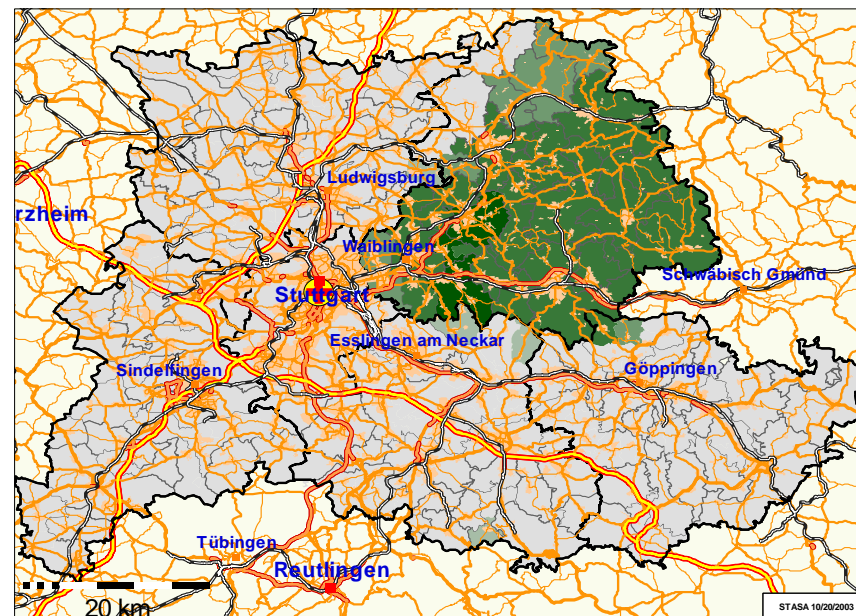 Ludwigsburg
rzheim
Waiblingen
Schwäbisch Gmünd
Stuttgart
Esslingen am Neckar
Sindelfingen
Göppingen
Tübingen
Reutlingen
20 km
STASA 10/20/2003